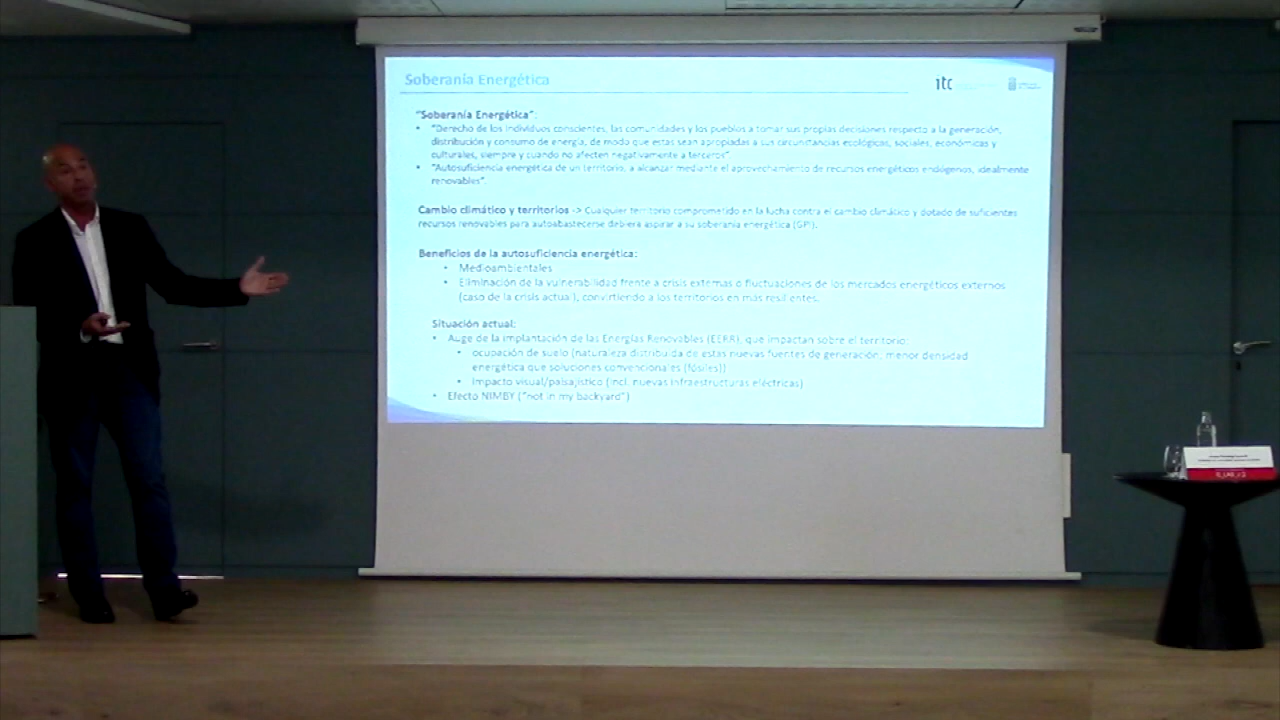 Soberanía Energética
itc
"Soberanía Energética":
• "Derecho de los individuos conscientes, las comunidades y los pueblos a tomar sus propias decisiones respecto a la generación,
distribución y consumo de energía, de modo que estas sean apropiadas a sus circunstancias ecológicas, sociales, económicas y
culturales, siempre y cuando no afecten negativamente a terceros"
• "Autosuficiencia energética de un territorio, a alcanzar mediante el aprovechamiento de recursos energéticos endógenos, idealmente
renovables".
Cambio climático y territorios -> Cualquier territorio comprometido en la lucha contra el cambio climático y dotado de suficientes
recursos renovables para autoabastecerse debiera aspirar a su soberanía energética (GPI).
Beneficios de la autosuficiencia energética:
• Medioambientales
• Eliminación de la vulnerabilidad frente a crisis externas o fluctuaciones de los mercados energéticos externos
(caso de la crisis actual), convirtiendo a los territorios en más resilientes.
Situación actual:
• Auge de la implantación de las Energías Renovables (EERR), que impactan sobre el territorio:
• ocupación de suelo (naturaleza distribuida de estas nuevas fuentes de generación: menor densidad
energética que soluciones convencionales (fósiles))
• impacto visual/paisajístico (incl. nuevas infraestructuras eléctricas)
• Efecto NIMBY ("not in my backyard")